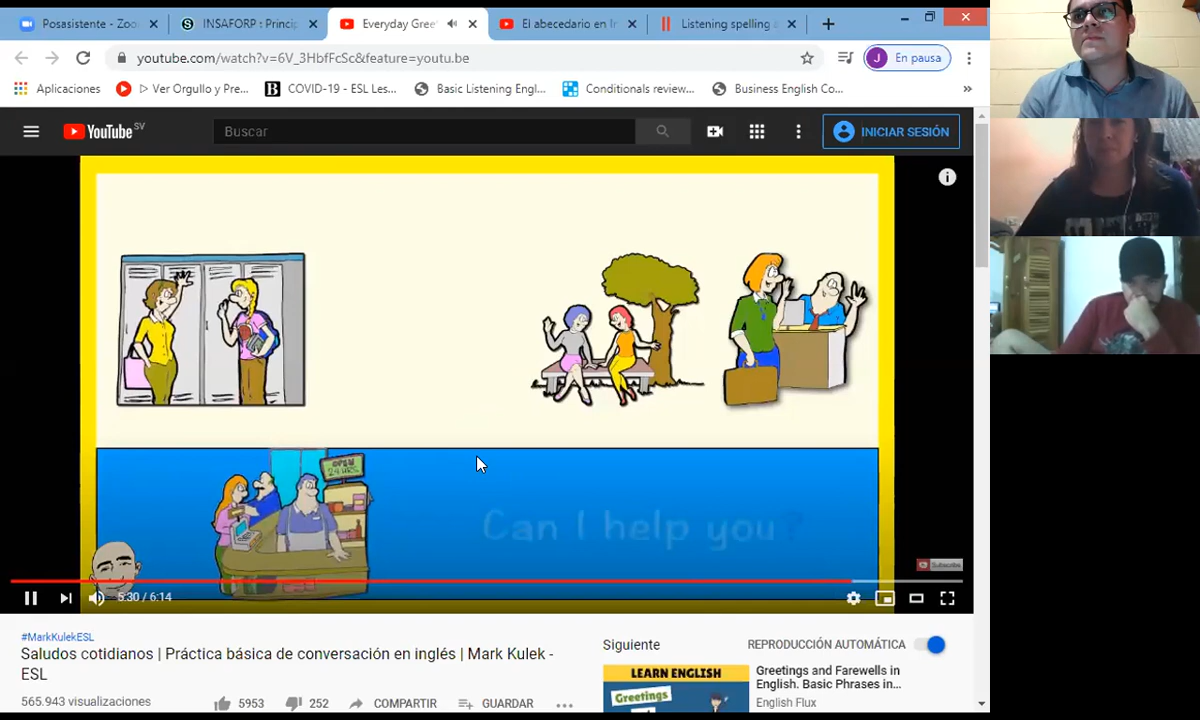 Posasistente - Zoo
INSAFORP : Princip
Everyday Gree
El abecedario en In
Listening spelling a
youtube.com/watch?v=6V_3HbfFcSc&feature=youtu.be
J
En pausa
Aplicaciones
▷ Ver Orgullo y Pre...
COVID-19 - ESL Les...
Basic Listening Engl...
Conditionals review...
Business English Co...
»
YouTube SV
Buscar
INICIAR SESIÓN
OPEN
24 HRS
Can I help you?
Subscribe
5:30 / 6:14
#MarkKulekESL
Saludos cotidianos | Práctica básica de conversación en inglés | Mark Kulek -
ESL
565.943 visualizaciones
5953
252
COMPARTIR
GUARDAR
Siguiente
REPRODUCCIÓN AUTOMÁTICA
LEARN ENGLISH
Greetings
Greetings and Farewells in
English. Basic Phrases in...
English Flux